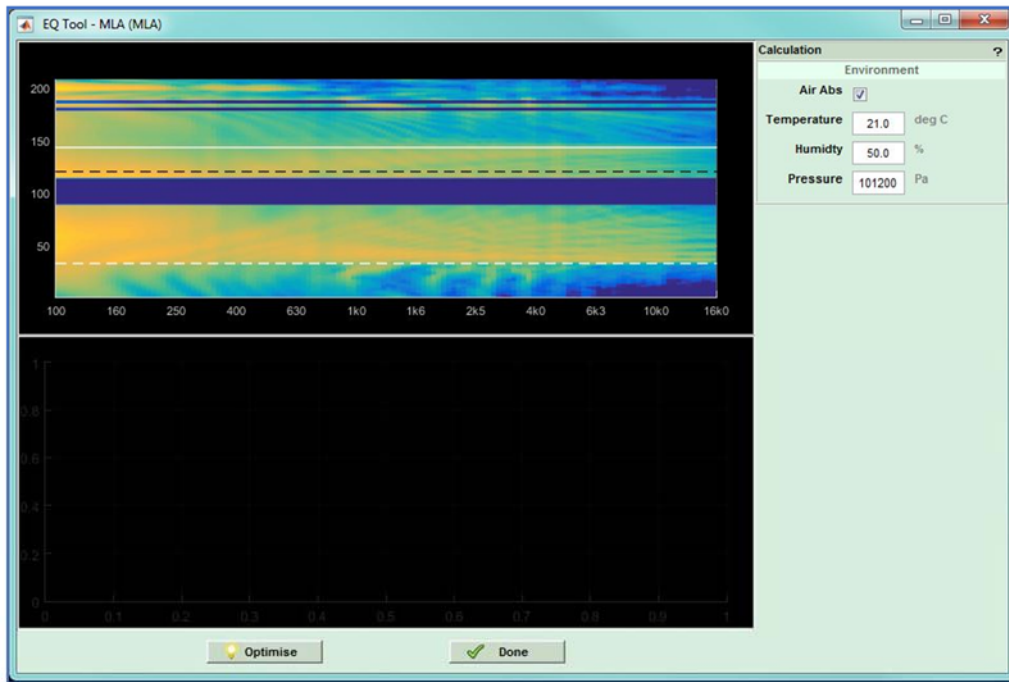 EQ Tool - MLA (MLA)
Calculation ?
Environment
Air Abs
Temperature 21.0 deg C
Humidty 50.0 %
Pressure 101200 Pa
200
150
100
50
100 160 250 400 630 1k0 1k6 2k5 4k0 6k3 10k0 16k0
1
0.8
0.6
0.4
0.2
0
0 0.1 0.2 0.3 0.4 0.5 0.6 0.7 0.8 0.9 1
Optimise Done